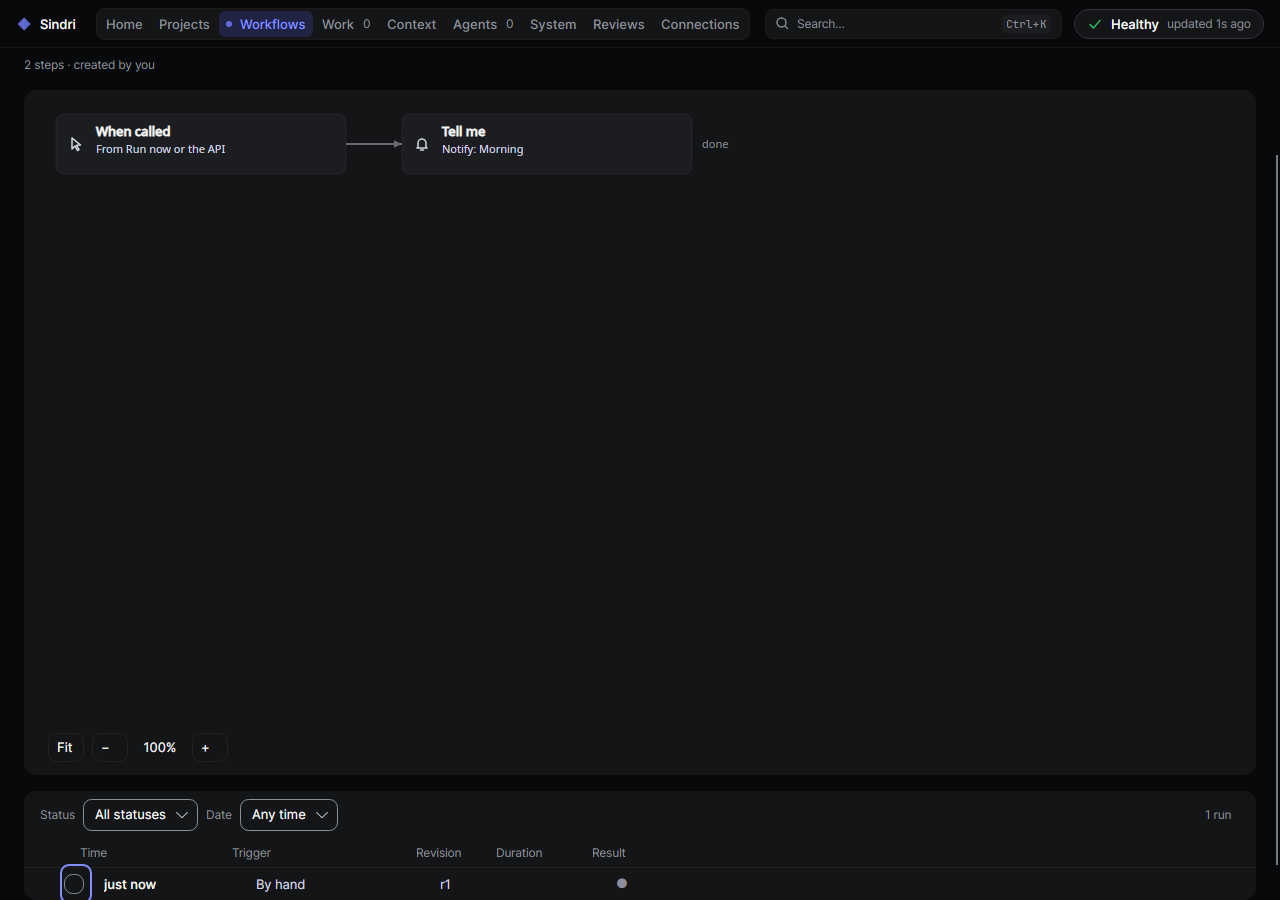 Sindri Home Projects Workflows Work 0 Context Agents 0 System Reviews Connections Search... Ctrl+K Healthy updated 1s ago
2 steps · created by you
When called
From Run now or the API
Tell me
Notify: Morning
done
Fit − 100% +
Status All statuses Date Any time 1 run
Time Trigger Revision Duration Result
just now By hand r1